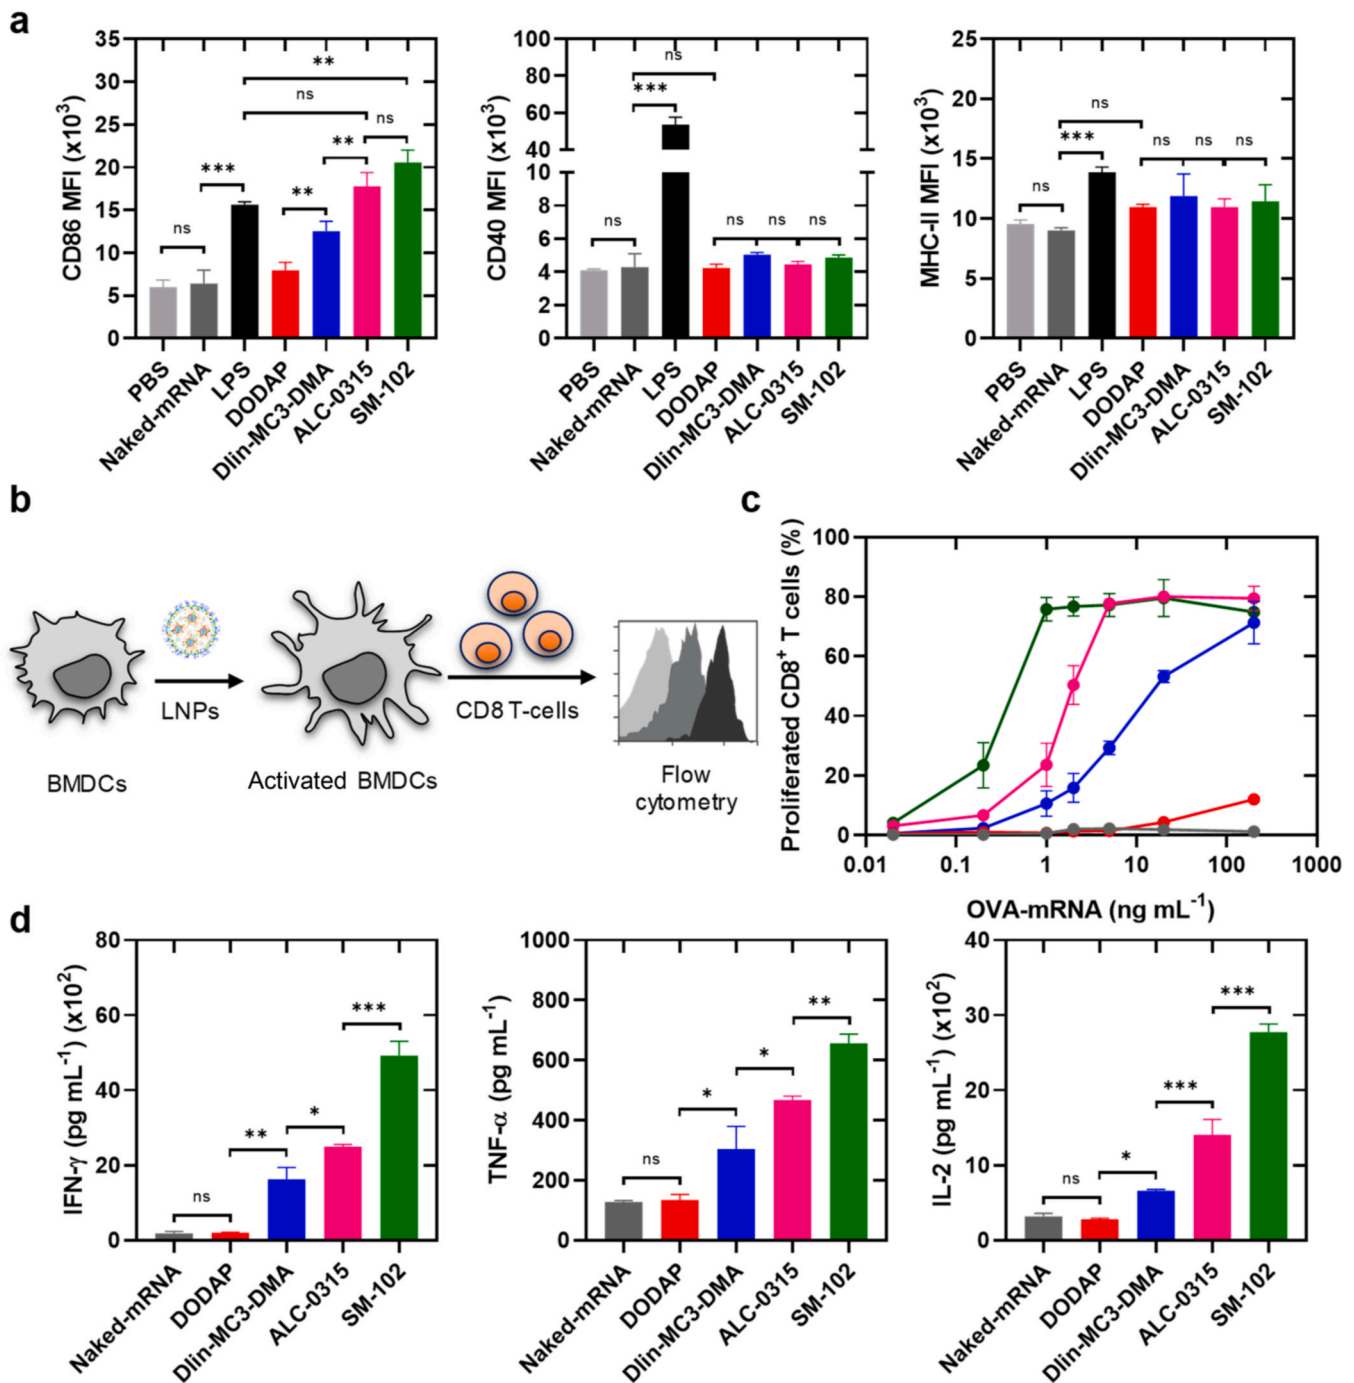 a
CD86 MFI (x10³)
35
30
25
20
15
10
5
0
ns
***
**
**
ns
ns
**
PBS
Naked-mRNA
LPS
DODAP
Dlin-MC3-DMA
ALC-0315
SM-102
CD40 MFI (x10³)
100
80
60
40
10
8
6
4
2
0
ns
***
ns
ns
ns
ns
PBS
Naked-mRNA
LPS
DODAP
Dlin-MC3-DMA
ALC-0315
SM-102
MHC-II MFI (x10³)
25
20
15
10
5
0
ns
***
ns
ns
ns
ns
PBS
Naked-mRNA
LPS
DODAP
Dlin-MC3-DMA
ALC-0315
SM-102
b
BMDCs
LNPs
Activated BMDCs
CD8 T-cells
Flow
cytometry
c
Proliferated CD8⁺ T cells (%)
100
80
60
40
20
0
0.01
0.1
1
10
100
1000
OVA-mRNA (ng mL⁻¹)
d
IFN-γ (pg mL⁻¹) (x10²)
80
60
40
20
0
ns
**
*
***
Naked-mRNA
DODAP
Dlin-MC3-DMA
ALC-0315
SM-102
TNF-α (pg mL⁻¹)
1000
800
600
400
200
0
ns
*
*
**
Naked-mRNA
DODAP
Dlin-MC3-DMA
ALC-0315
SM-102
IL-2 (pg mL⁻¹) (x10²)
40
30
20
10
0
ns
*
***
***
Naked-mRNA
DODAP
Dlin-MC3-DMA
ALC-0315
SM-102